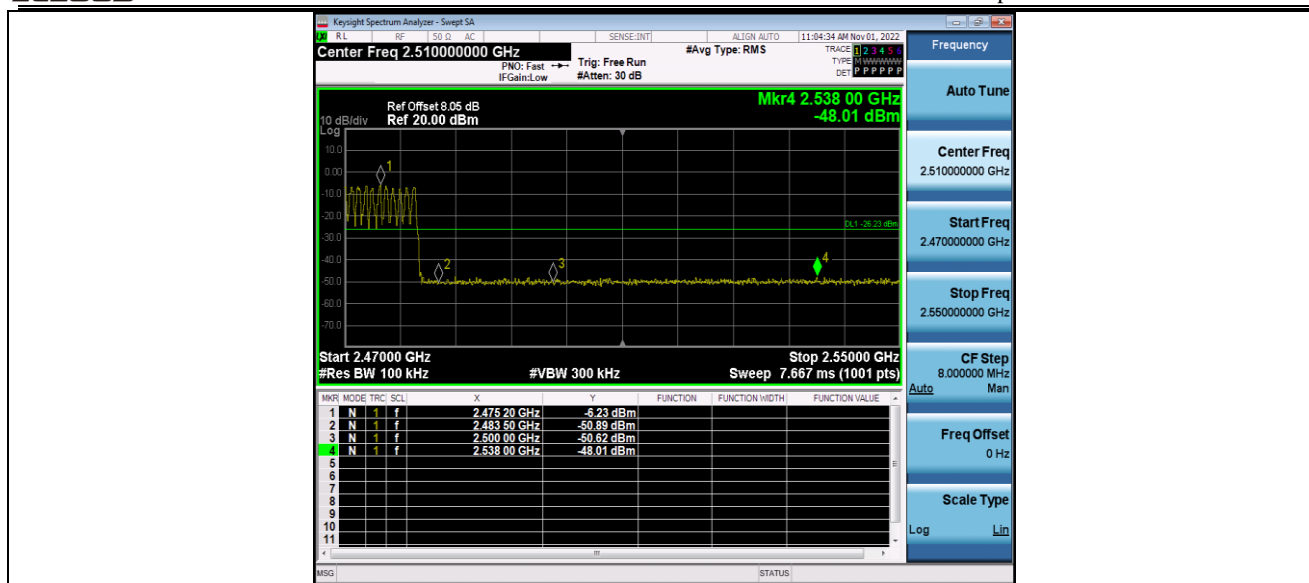 Keysight Spectrum Analyzer - Swept SA
LXI RL RF 50 Ω AC SENSE:INT ALIGN AUTO 11:04:34 AM Nov 01, 2022
Center Freq 2.510000000 GHz #Avg Type: RMS TRACE 1 2 3 4 5 6
PNO: Fast Trig: Free Run TYPE M W W W W W
IFGain:Low #Atten: 30 dB DET P P P P P P
Frequency
Auto Tune
Center Freq
2.510000000 GHz
Start Freq
2.470000000 GHz
Stop Freq
2.550000000 GHz
CF Step
8.000000 MHz
Auto Man
Freq Offset
0 Hz
Scale Type
Log Lin
Mkr4 2.538 00 GHz
-48.01 dBm
Ref Offset 8.05 dB
10 dB/div Ref 20.00 dBm
Log
10.0
0.00
-10.0
-20.0
-30.0
-40.0
-50.0
-60.0
-70.0
1
2
3
4
DL1 -26.23 dBm
Start 2.47000 GHz Stop 2.55000 GHz
#Res BW 100 kHz #VBW 300 kHz Sweep 7.667 ms (1001 pts)
MKR MODE TRC SCL X Y FUNCTION FUNCTION WIDTH FUNCTION VALUE
1 N 1 f 2.475 20 GHz -6.23 dBm
2 N 1 f 2.483 50 GHz -50.89 dBm
3 N 1 f 2.500 00 GHz -50.62 dBm
4 N 1 f 2.538 00 GHz -48.01 dBm
5
6
7
8
9
10
11
MSG STATUS